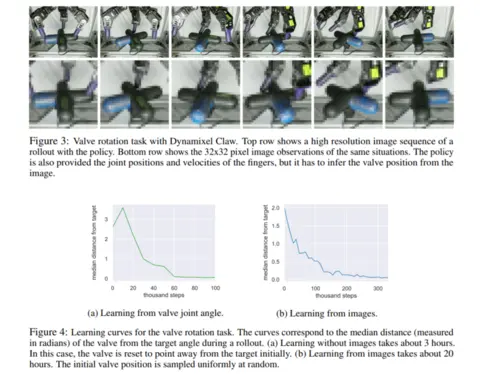 Figure 3: Valve rotation task with Dynamixel Claw. Top row shows a high resolution image sequence of a
rollout with the policy. Bottom row shows the 32x32 pixel image observations of the same situations. The policy
is also provided the joint positions and velocities of the fingers, but it has to infer the valve position from the
image.
median distance from target
3
2
1
0
0 20 40 60 80 100
thousand steps
(a) Learning from valve joint angle.
median distance from target
2.0
1.5
1.0
0.5
0.0
0 100 200 300
thousand steps
(b) Learning from images.
Figure 4: Learning curves for the valve rotation task. The curves correspond to the median distance (measured
in radians) of the valve from the target angle during a rollout. (a) Learning without images takes about 3 hours.
In this case, the valve is reset to point away from the target initially. (b) Learning from images takes about 20
hours. The initial valve position is sampled uniformly at random.